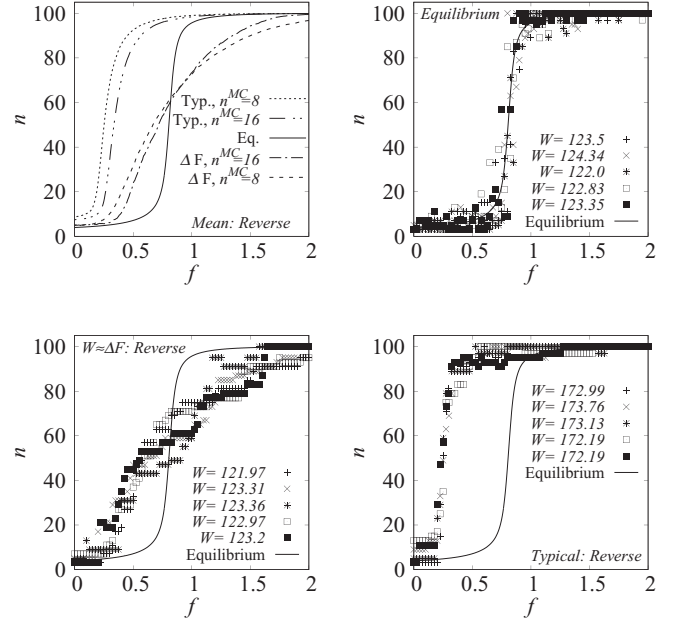 100
80
60
40
20
0
n
Typ., n^MC=8
Typ., n^MC=16
Eq.
Δ F, n^MC=16
Δ F, n^MC=8
Mean: Reverse
0 0.5 1 1.5 2
f
100
80
60
40
20
0
n
Equilibrium
W= 123.5
W= 124.34
W= 122.0
W= 122.83
W= 123.35
Equilibrium
0 0.5 1 1.5 2
f
100
80
60
40
20
0
n
W≈ΔF: Reverse
W= 121.97
W= 123.31
W= 123.36
W= 122.97
W= 123.2
Equilibrium
0 0.5 1 1.5 2
f
100
80
60
40
20
0
n
W= 172.99
W= 173.76
W= 173.13
W= 172.19
W= 172.19
Equilibrium
Typical: Reverse
0 0.5 1 1.5 2
f